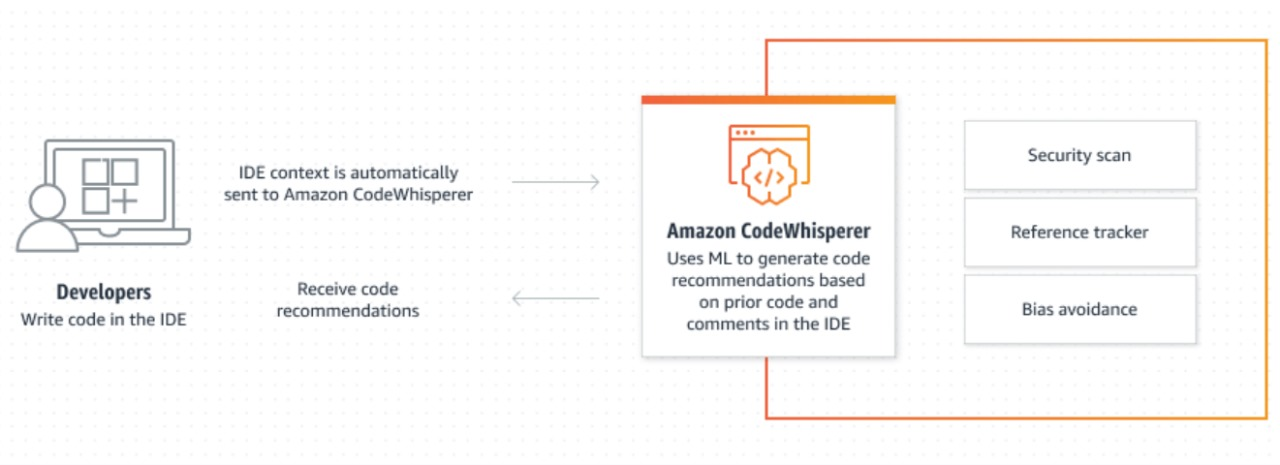 Developers
Write code in the IDE
IDE context is automatically
sent to Amazon CodeWhisperer
Receive code
recommendations
Amazon CodeWhisperer
Uses ML to generate code
recommendations based
on prior code and
comments in the IDE
Security scan
Reference tracker
Bias avoidance